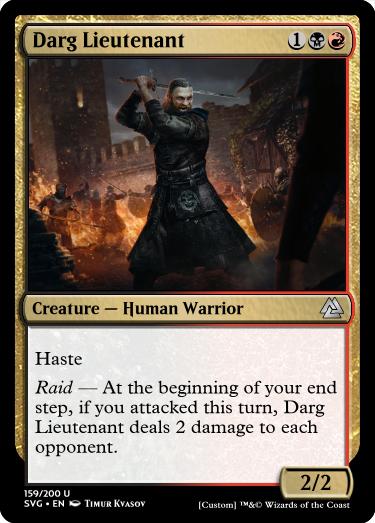 Darg Lieutenant 1
Creature — Human Warrior
Haste
Raid — At the beginning of your end
step, if you attacked this turn, Darg
Lieutenant deals 2 damage to each
opponent.
2/2
159/200 U
SVG • EN Timur Kvasov
[Custom] ™&© Wizards of the Coast